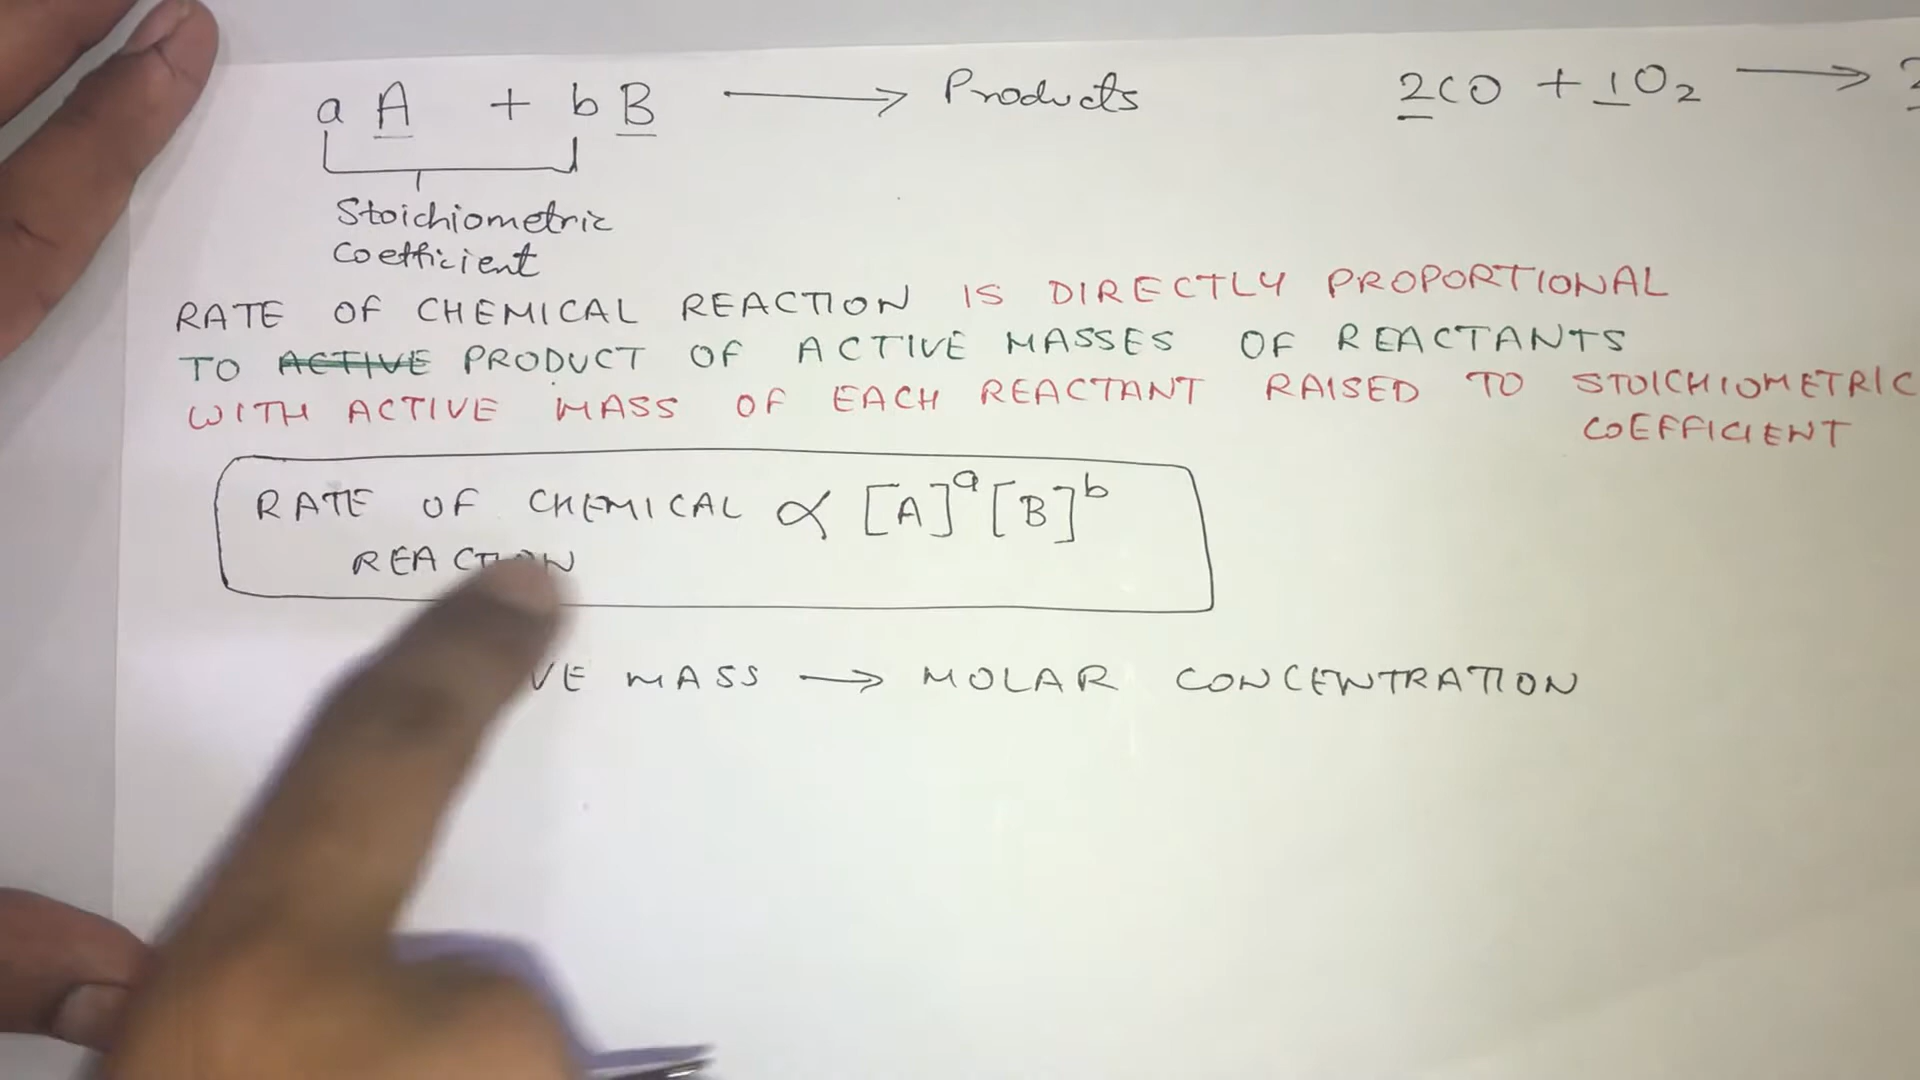 a A + b B ⟶ Products
2CO + 1O₂ ⟶
Stoichiometric
Coefficient
RATE OF CHEMICAL REACTION IS DIRECTLY PROPORTIONAL
TO ACTIVE PRODUCT OF ACTIVE MASSES OF REACTANTS
WITH ACTIVE MASS OF EACH REACTANT RAISED TO STOICHIOMETRIC
COEFFICIENT
RATE OF CHEMICAL ∝ [A]ᵃ [B]ᵇ
REACTION
VE MASS ⟶ MOLAR CONCENTRATION